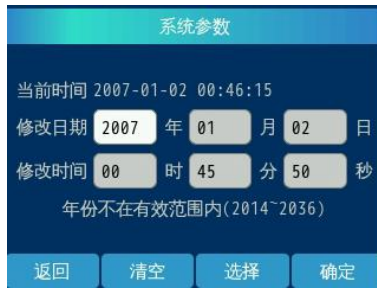 系统参数
当前时间 2007-01-02 00:46:15
修改日期 2007 年 01 月 02 日
修改时间 00 时 45 分 50 秒
年份不在有效范围内(2014~2036)
返回 清空 选择 确定